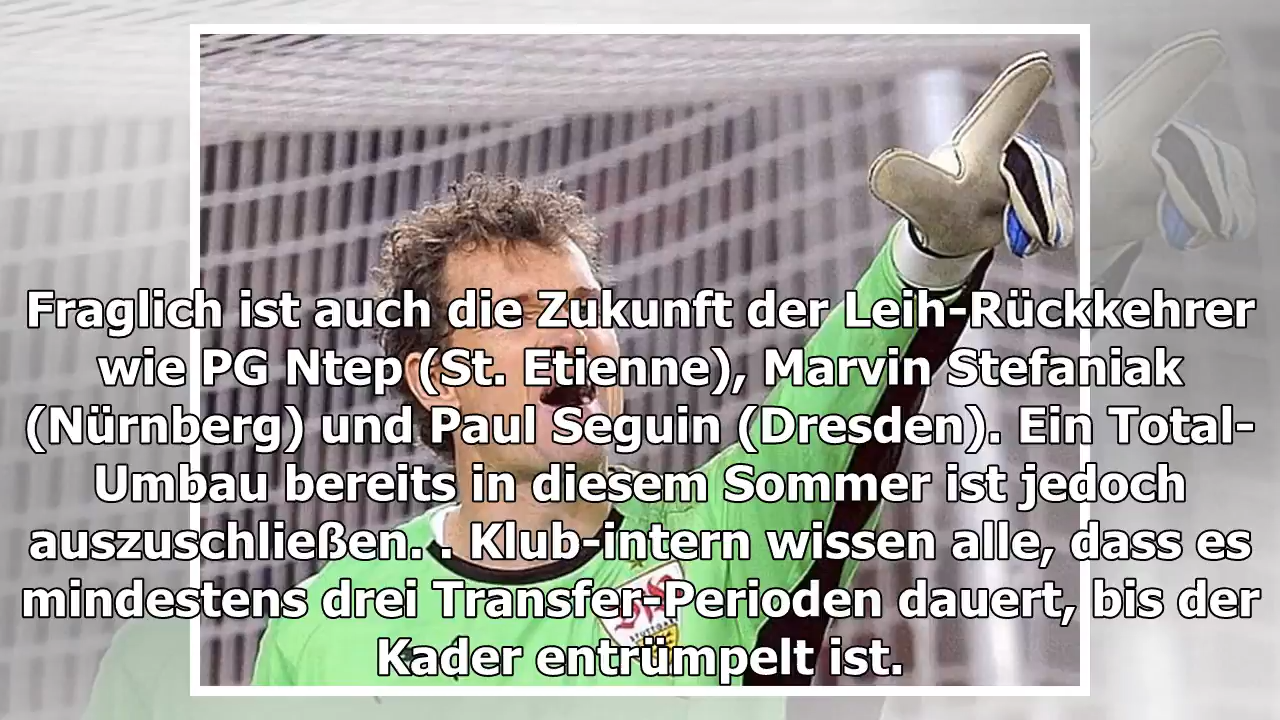 Fraglich ist auch die Zukunft der Leih-Rückkehrer
wie PG Ntep (St. Etienne), Marvin Stefaniak
(Nürnberg) und Paul Seguin (Dresden). Ein Total-
Umbau bereits in diesem Sommer ist jedoch
auszuschließen. . Klub-intern wissen alle, dass es
mindestens drei Transfer-Perioden dauert, bis der
Kader entrümpelt ist.